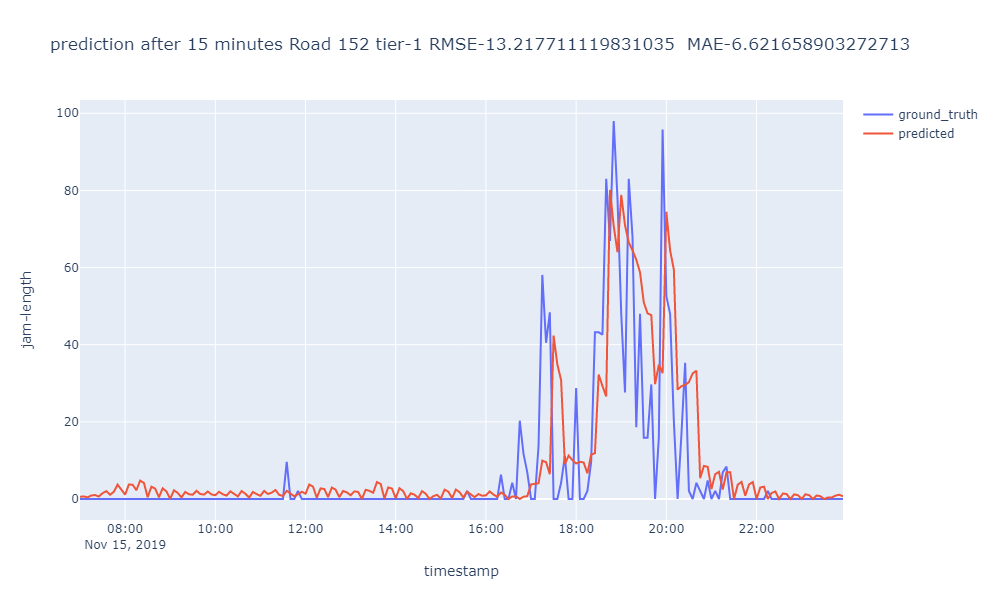 prediction after 15 minutes Road 152 tier-1 RMSE-13.217711119831035  MAE-6.621658903272713
ground_truth
predicted
100
80
60
40
20
0
jam-length
08:00 10:00 12:00 14:00 16:00 18:00 20:00 22:00
Nov 15, 2019
timestamp